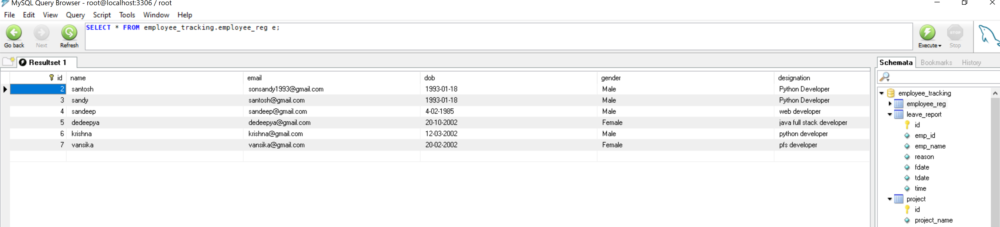 MySQL Query Browser - root@localhost:3306 / root
File Edit View Query Script Tools Window Help
SELECT * FROM employee_tracking.employee_reg e;
Go back Next Refresh Execute STOP Stop
Resultset 1 Schemata Bookmarks History
id name email dob gender designation
2 santosh sonsandy1993@gmail.com 1993-01-18 Male Python Developer
3 sandy santosh@gmail.com 1993-01-18 Male Python Developer
4 sandeep sandeep@gmail.com 4-02-1985 Male web developer
5 dedeepya dedeepya@gmail.com 20-10-2002 Female java full stack developer
6 krishna krishna@gmail.com 12-03-2002 Male python developer
7 vansika vansika@gmail.com 20-02-2002 Female pfs developer
employee_tracking
employee_reg
leave_report
id
emp_id
emp_name
reason
fdate
tdate
time
project
id
project_name